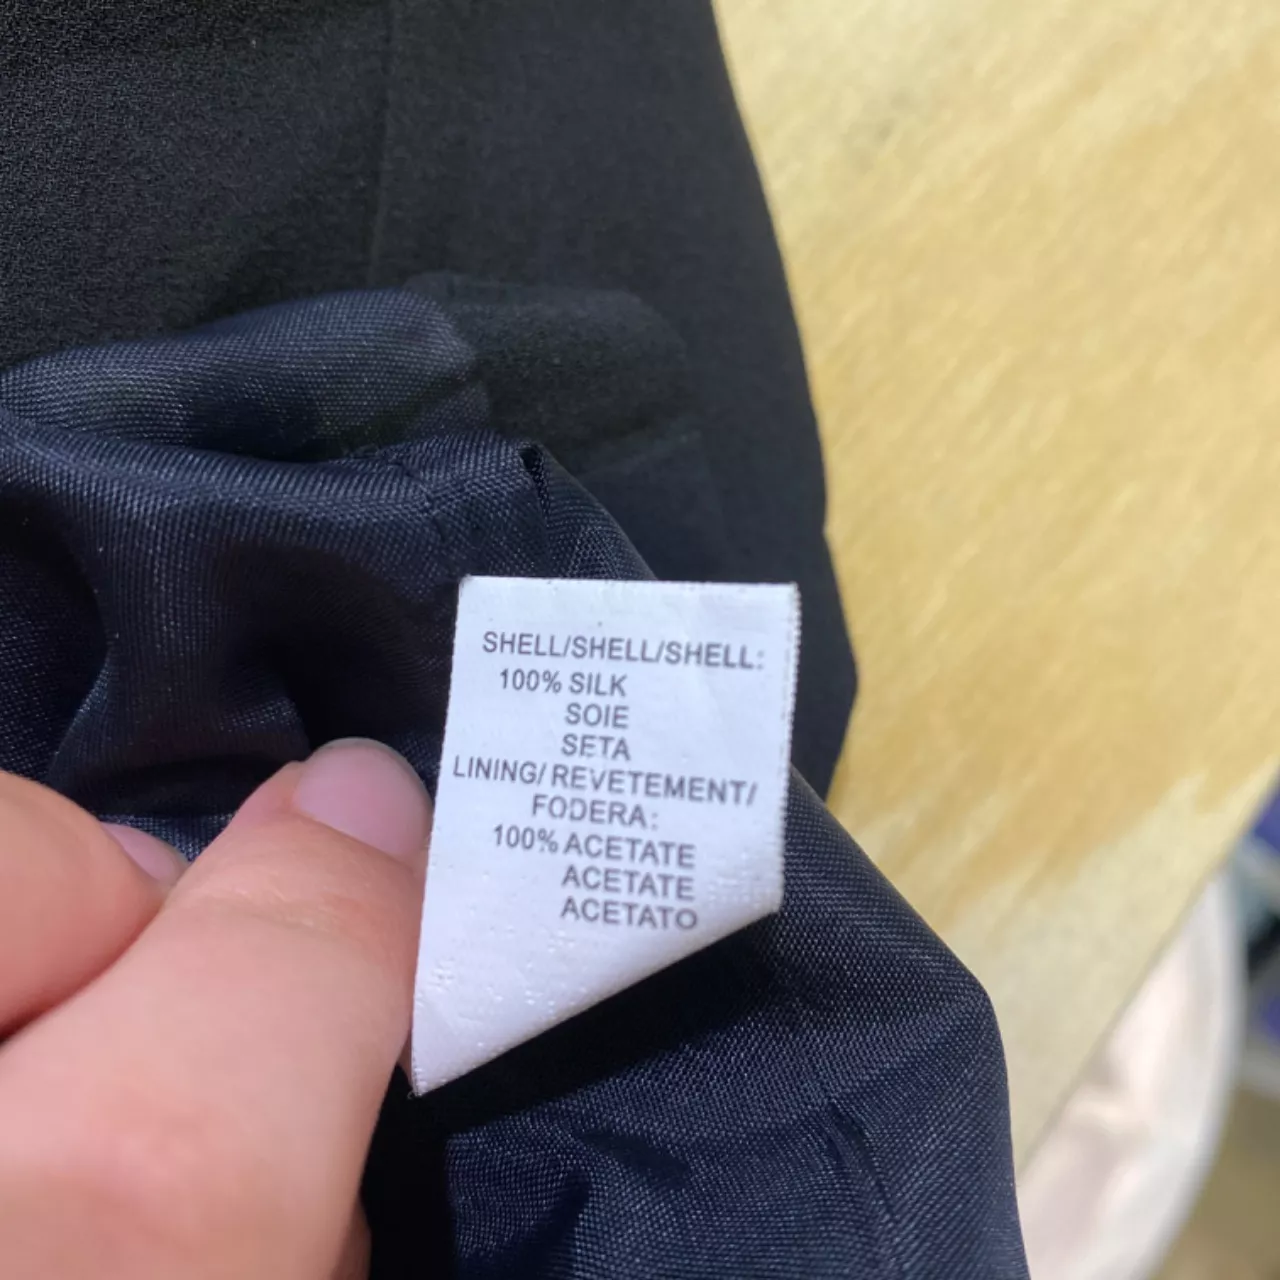 SHELL/SHELL/SHELL:
100% SILK
SOIE
SETA
LINING/ REVETEMENT/
FODERA:
100% ACETATE
ACETATE
ACETATO